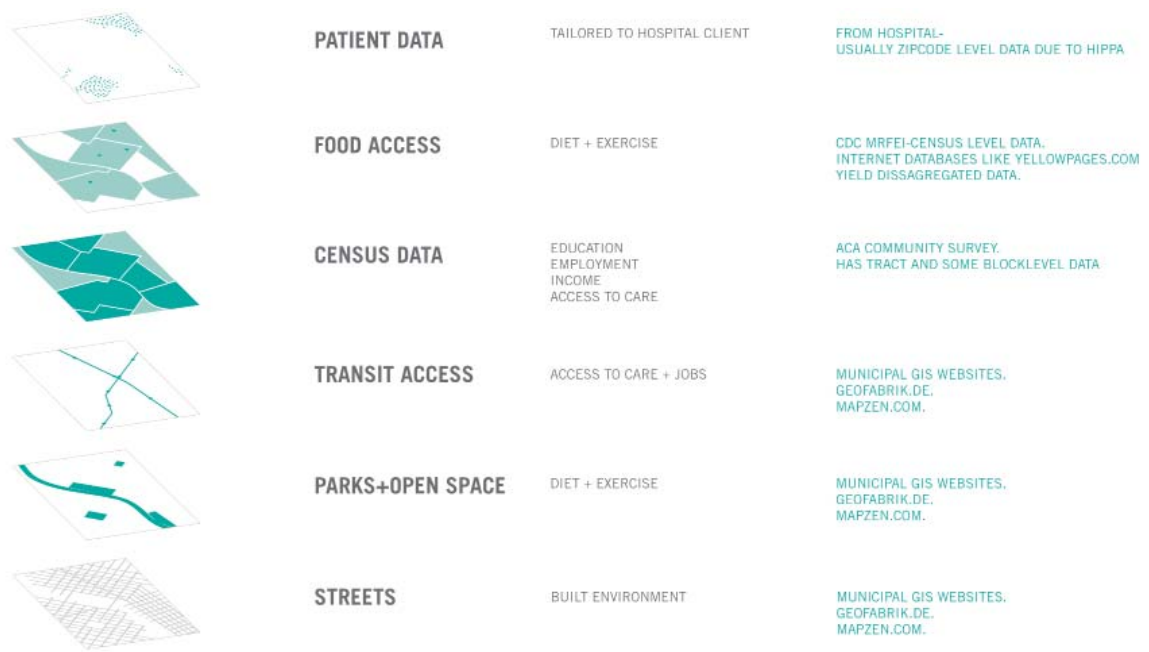 PATIENT DATA
TAILORED TO HOSPITAL CLIENT
FROM HOSPITAL-
USUALLY ZIPCODE LEVEL DATA DUE TO HIPPA
FOOD ACCESS
DIET + EXERCISE
CDC MRFEI-CENSUS LEVEL DATA.
INTERNET DATABASES LIKE YELLOWPAGES.COM
YIELD DISSAGREGATED DATA.
CENSUS DATA
EDUCATION
EMPLOYMENT
INCOME
ACCESS TO CARE
ACA COMMUNITY SURVEY.
HAS TRACT AND SOME BLOCKLEVEL DATA
TRANSIT ACCESS
ACCESS TO CARE + JOBS
MUNICIPAL GIS WEBSITES.
GEOFABRIK.DE.
MAPZEN.COM.
PARKS+OPEN SPACE
DIET + EXERCISE
MUNICIPAL GIS WEBSITES.
GEOFABRIK.DE.
MAPZEN.COM.
STREETS
BUILT ENVIRONMENT
MUNICIPAL GIS WEBSITES.
GEOFABRIK.DE.
MAPZEN.COM.